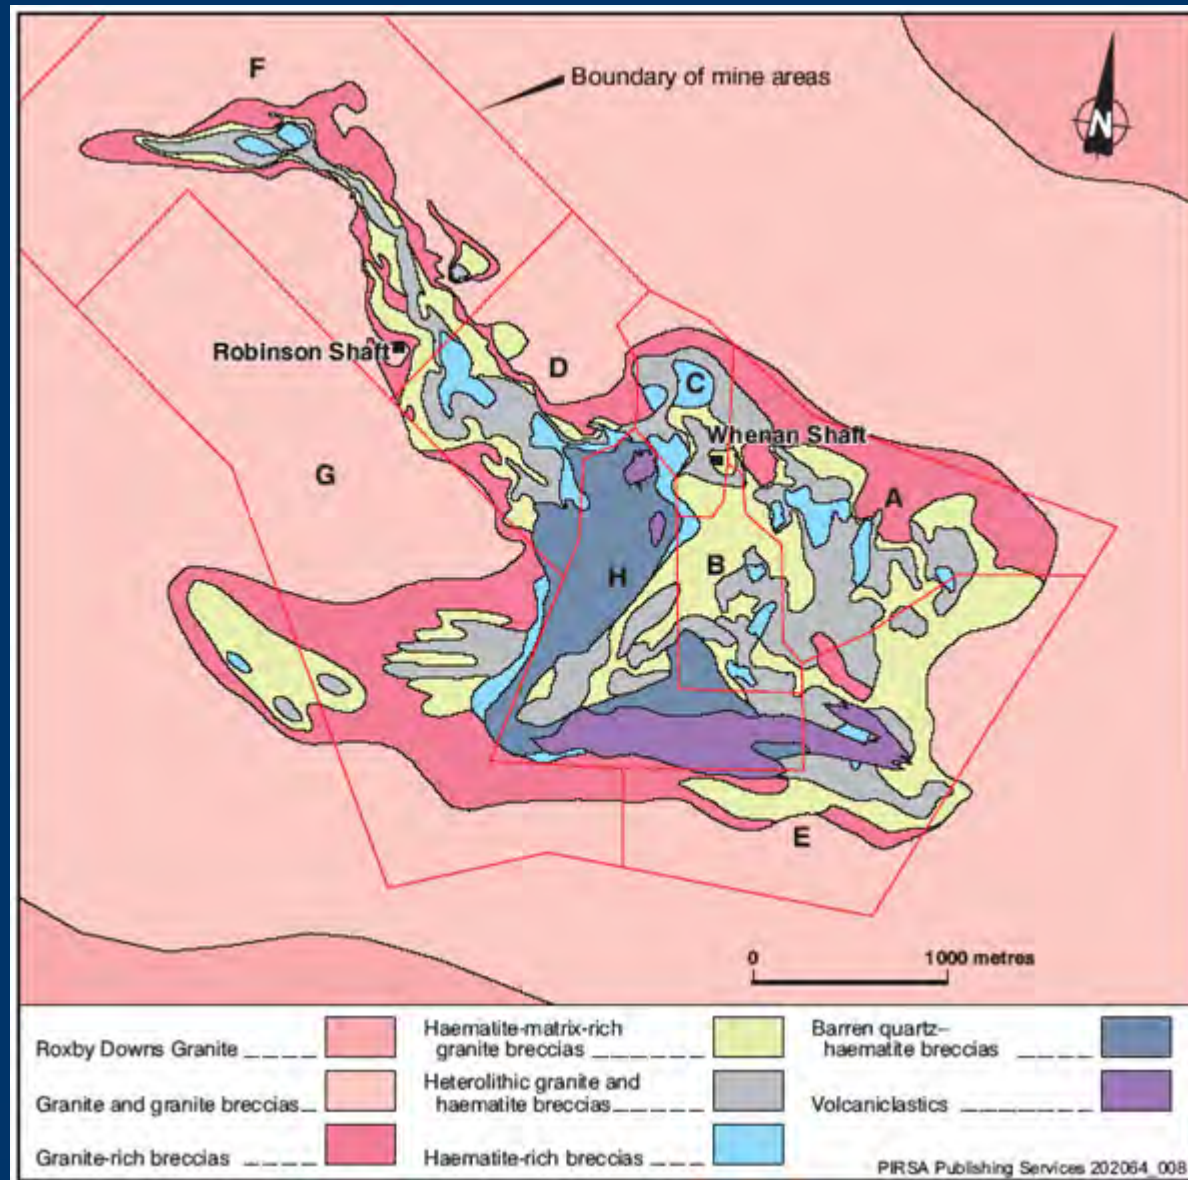 F
Boundary of mine areas
N
Robinson Shaft
D
C
Whenan Shaft
G
A
H
B
E
0 1000 metres
Roxby Downs Granite
Granite and granite breccias
Granite-rich breccias
Haematite-matrix-rich
granite breccias
Heterolithic granite and
haematite breccias
Haematite-rich breccias
Barren quartz–
haematite breccias
Volcaniclastics
PIRSA Publishing Services 202064_008